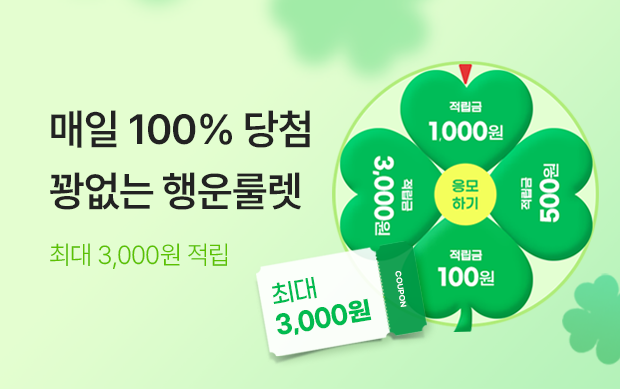 매일 100% 당첨
꽝없는 행운룰렛
최대 3,000원 적립
적립금
1,000원
적립금
3,000원
응모
하기
적립금
500원
적립금
100원
최대
3,000원
COUPON